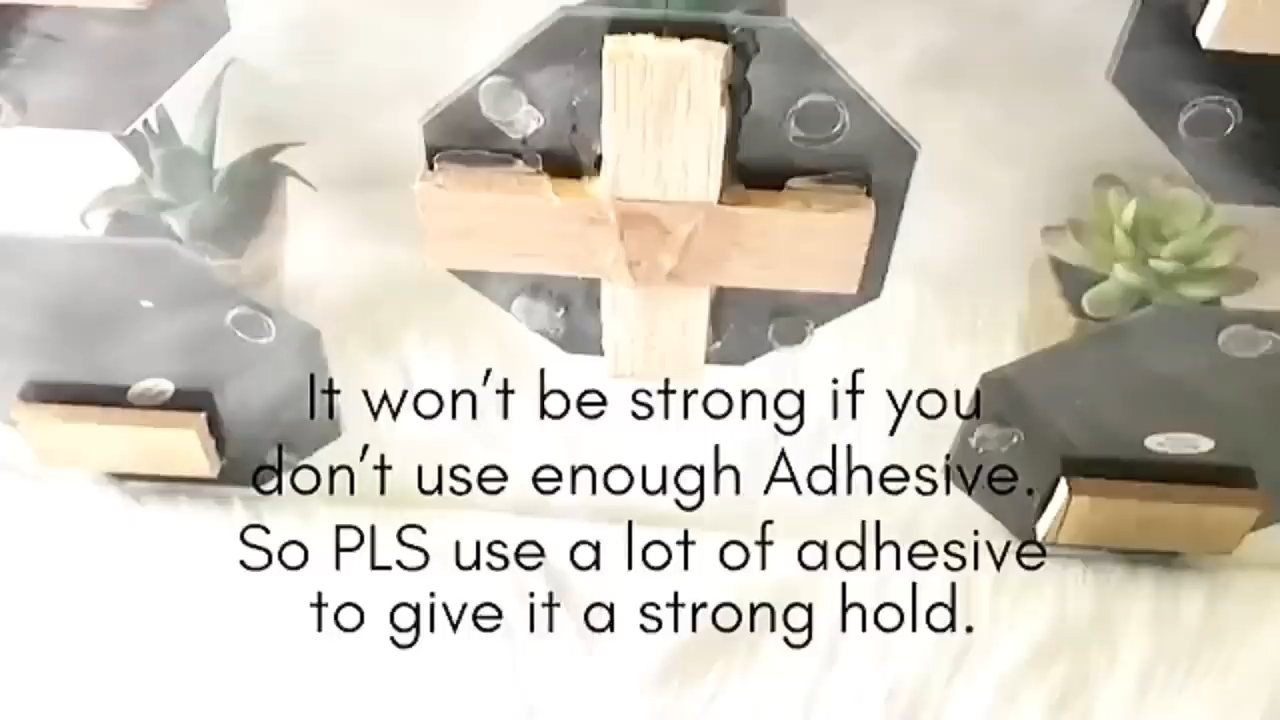 It won't be strong if you
don't use enough Adhesive.
So PLS use a lot of adhesive
to give it a strong hold.